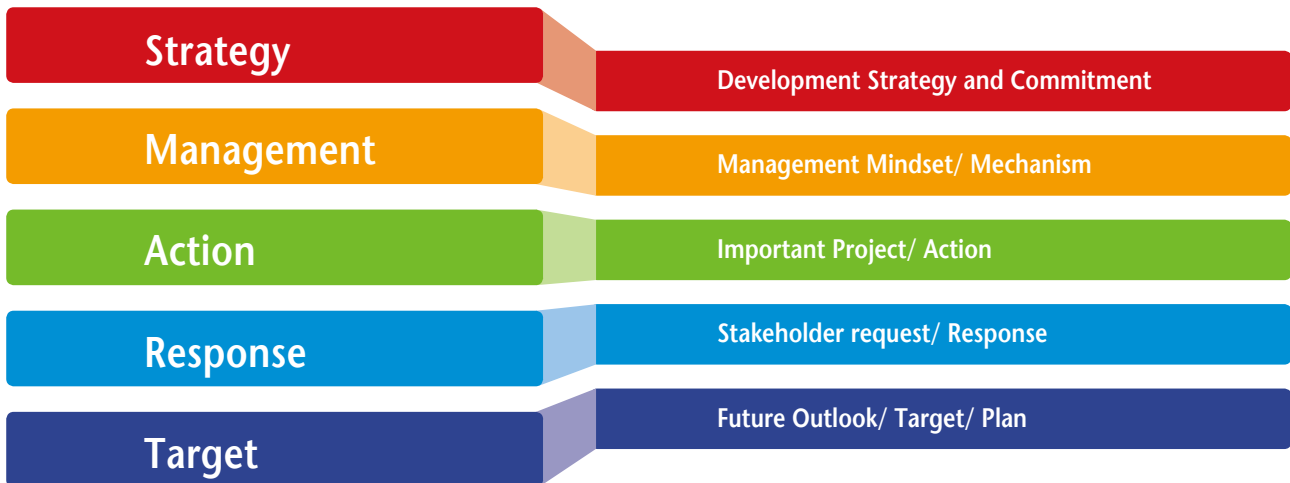 Strategy
Development Strategy and Commitment
Management
Management Mindset/ Mechanism
Action
Important Project/ Action
Response
Stakeholder request/ Response
Target
Future Outlook/ Target/ Plan